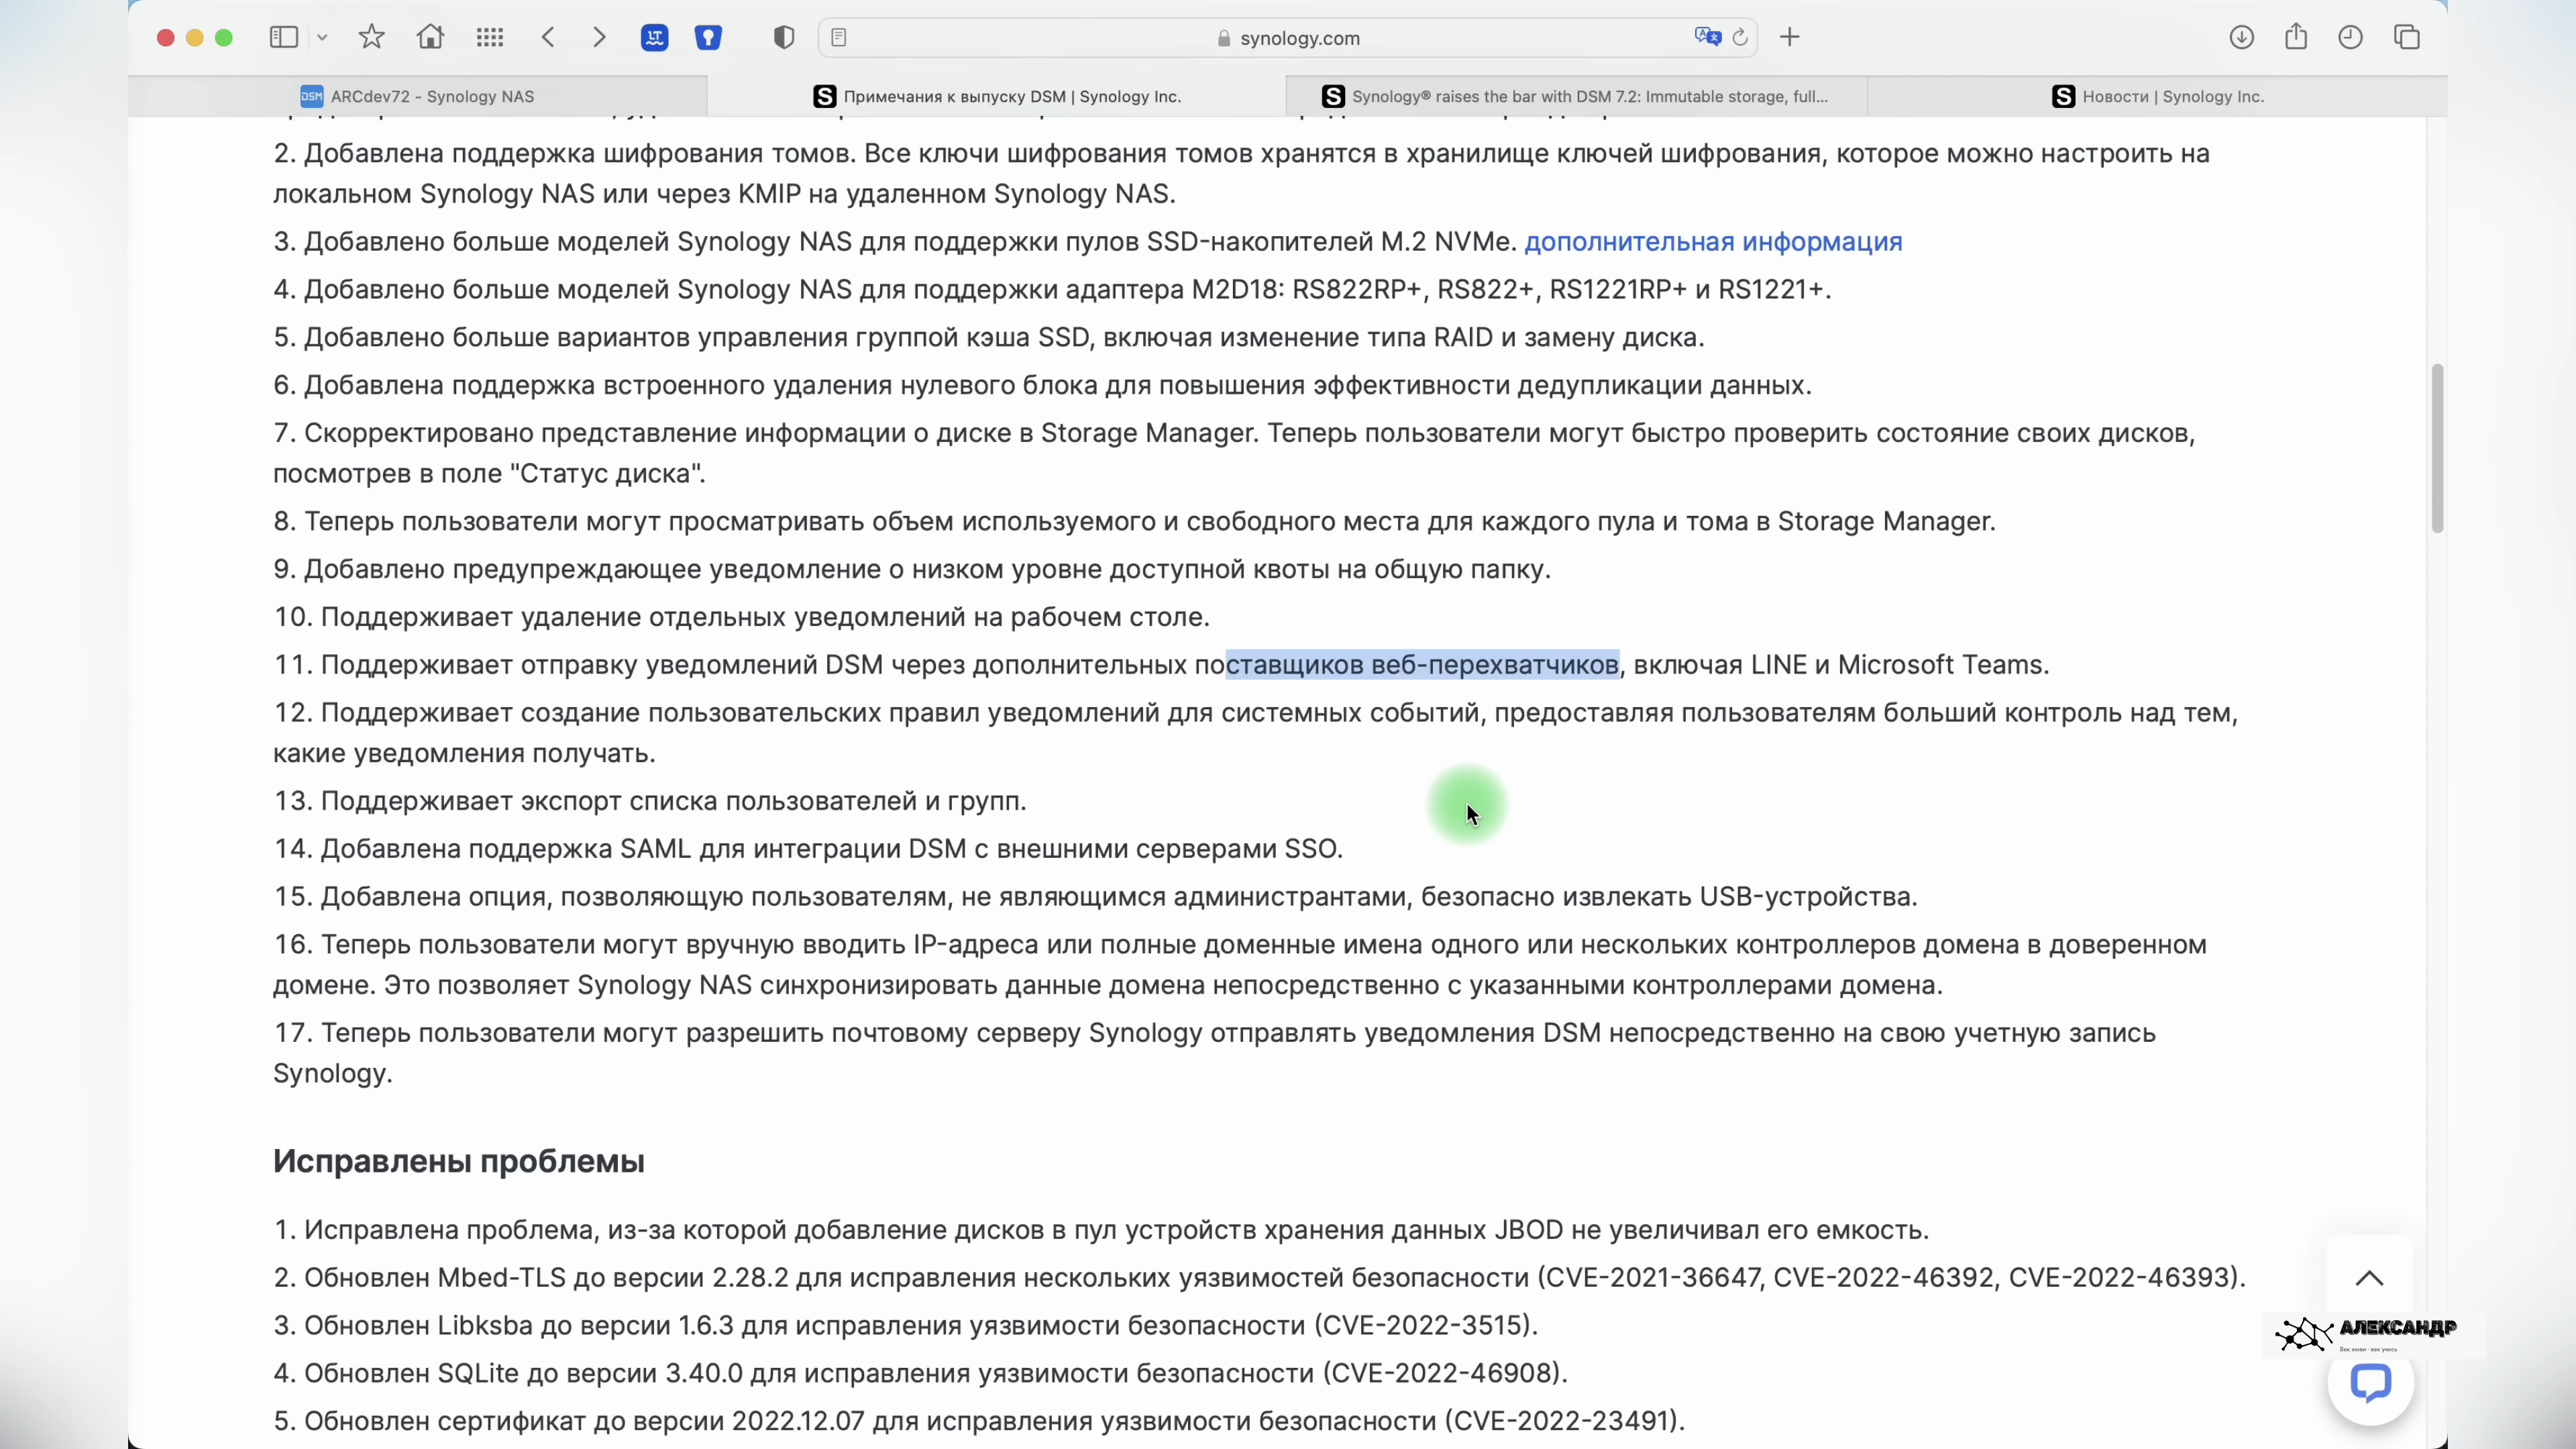 synology.com
ARCdev72 - Synology NAS
Примечания к выпуску DSM | Synology Inc.
Synology® raises the bar with DSM 7.2: Immutable storage, full...
Новости | Synology Inc.
2. Добавлена поддержка шифрования томов. Все ключи шифрования томов хранятся в хранилище ключей шифрования, которое можно настроить на
локальном Synology NAS или через KMIP на удаленном Synology NAS.
3. Добавлено больше моделей Synology NAS для поддержки пулов SSD-накопителей M.2 NVMe. дополнительная информация
4. Добавлено больше моделей Synology NAS для поддержки адаптера M2D18: RS822RP+, RS822+, RS1221RP+ и RS1221+.
5. Добавлено больше вариантов управления группой кэша SSD, включая изменение типа RAID и замену диска.
6. Добавлена поддержка встроенного удаления нулевого блока для повышения эффективности дедупликации данных.
7. Скорректировано представление информации о диске в Storage Manager. Теперь пользователи могут быстро проверить состояние своих дисков,
посмотрев в поле "Статус диска".
8. Теперь пользователи могут просматривать объем используемого и свободного места для каждого пула и тома в Storage Manager.
9. Добавлено предупреждающее уведомление о низком уровне доступной квоты на общую папку.
10. Поддерживает удаление отдельных уведомлений на рабочем столе.
11. Поддерживает отправку уведомлений DSM через дополнительных поставщиков веб-перехватчиков, включая LINE и Microsoft Teams.
12. Поддерживает создание пользовательских правил уведомлений для системных событий, предоставляя пользователям больший контроль над тем,
какие уведомления получать.
13. Поддерживает экспорт списка пользователей и групп.
14. Добавлена поддержка SAML для интеграции DSM с внешними серверами SSO.
15. Добавлена опция, позволяющую пользователям, не являющимся администрантами, безопасно извлекать USB-устройства.
16. Теперь пользователи могут вручную вводить IP-адреса или полные доменные имена одного или нескольких контроллеров домена в доверенном
домене. Это позволяет Synology NAS синхронизировать данные домена непосредственно с указанными контроллерами домена.
17. Теперь пользователи могут разрешить почтовому серверу Synology отправлять уведомления DSM непосредственно на свою учетную запись
Synology.
Исправлены проблемы
1. Исправлена проблема, из-за которой добавление дисков в пул устройств хранения данных JBOD не увеличивал его емкость.
2. Обновлен Mbed-TLS до версии 2.28.2 для исправления нескольких уязвимостей безопасности (CVE-2021-36647, CVE-2022-46392, CVE-2022-46393).
3. Обновлен Libksba до версии 1.6.3 для исправления уязвимости безопасности (CVE-2022-3515).
4. Обновлен SQLite до версии 3.40.0 для исправления уязвимости безопасности (CVE-2022-46908).
5. Обновлен сертификат до версии 2022.12.07 для исправления уязвимости безопасности (CVE-2022-23491).
АЛЕКСАНДР
Век живи - век учись